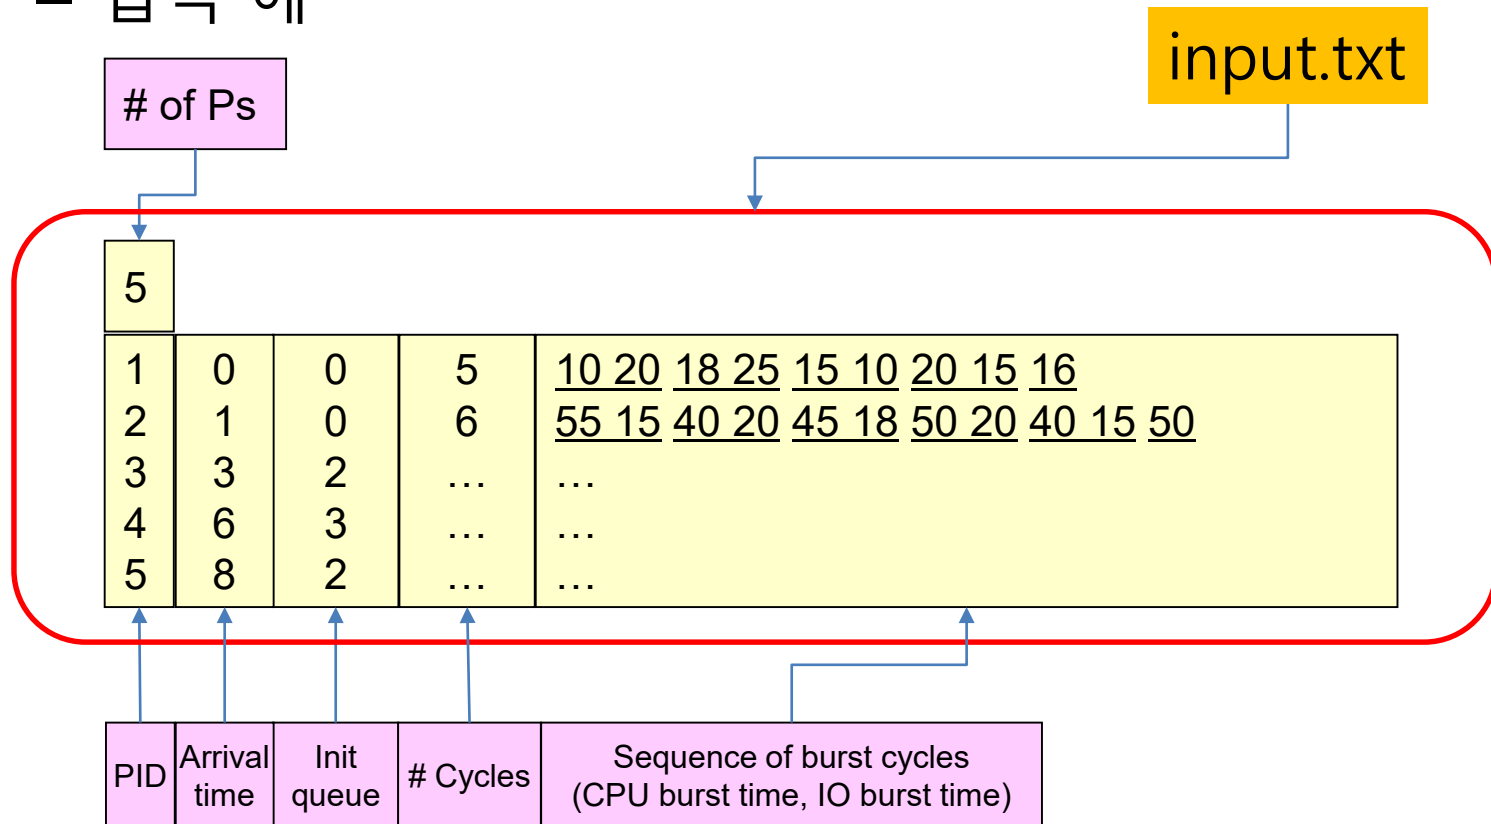 input.txt
# of Ps
5
1 0 0 5 10 20 18 25 15 10 20 15 16
2 1 0 6 55 15 40 20 45 18 50 20 40 15 50
3 3 2 … …
4 6 3 … …
5 8 2 … …
PID
Arrival
time
Init
queue
# Cycles
Sequence of burst cycles
(CPU burst time, IO burst time)